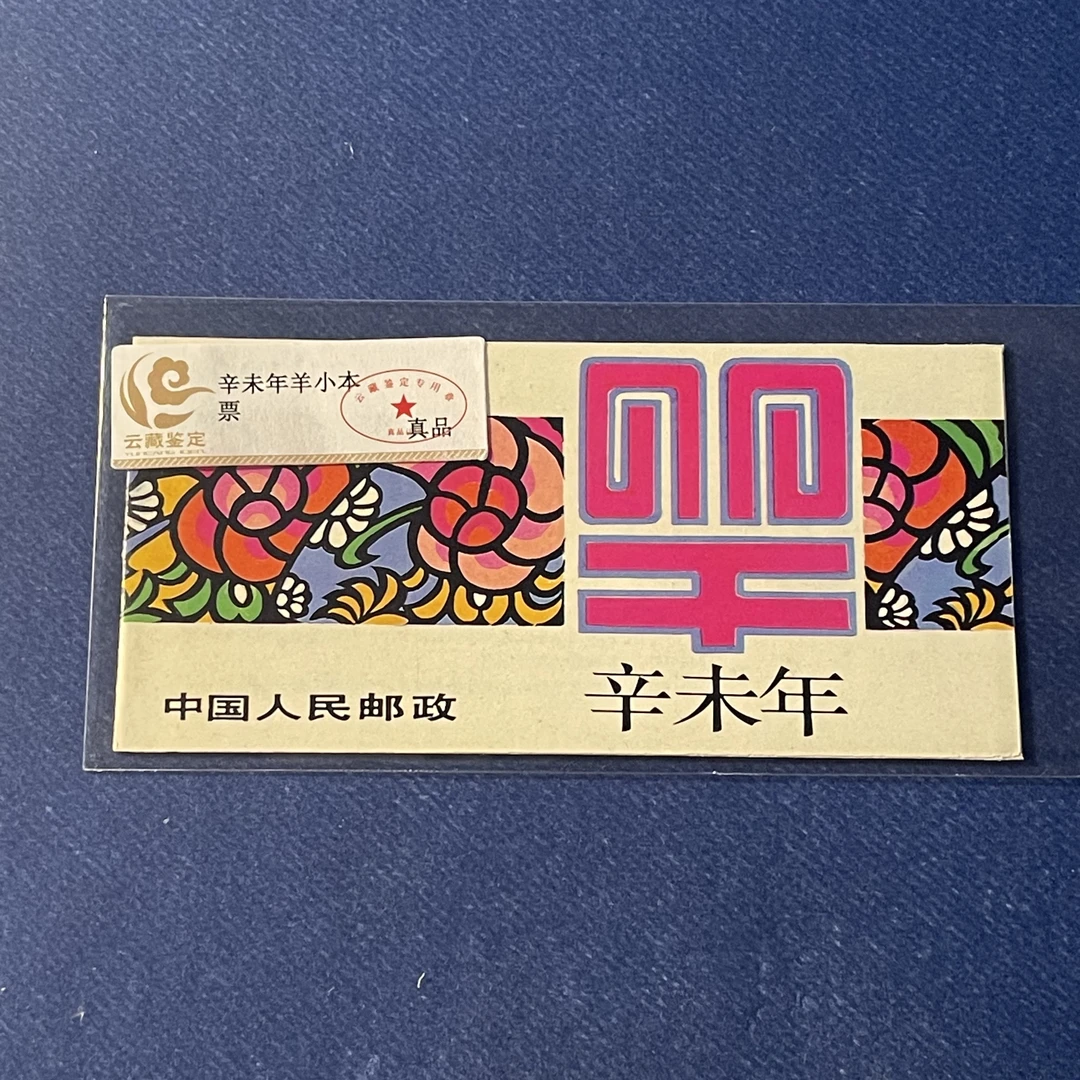 辛未年羊小本
票
云藏鉴定专用章
真品
云藏鉴定
羊
中国人民邮政
辛未年